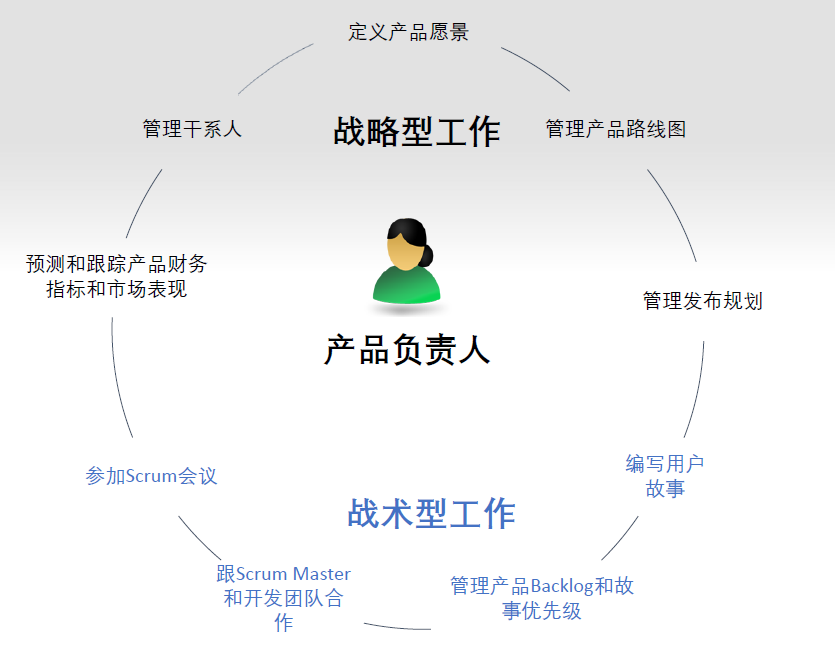 定义产品愿景
管理干系人
战略型工作
管理产品路线图
预测和跟踪产品财务
指标和市场表现
管理发布规划
产品负责人
参加Scrum会议
编写用户
故事
战术型工作
跟Scrum Master
和开发团队合
作
管理产品Backlog和故
事优先级